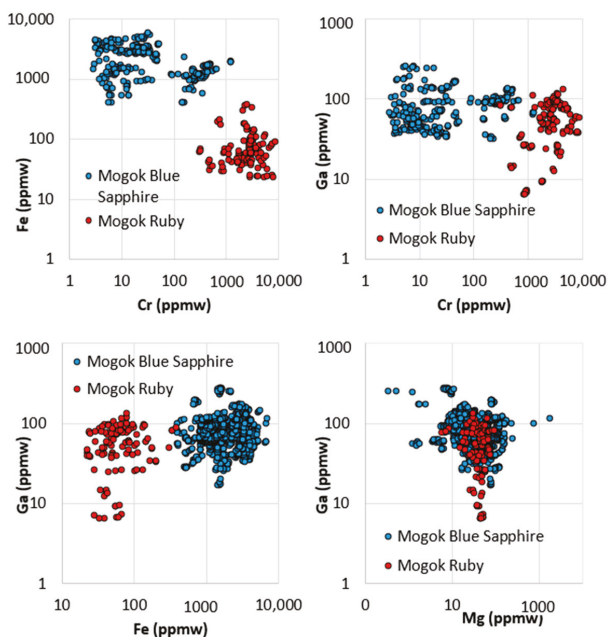 10,000
1000
100
10
1
Fe (ppmw)
Mogok Blue
Sapphire
Mogok Ruby
1 10 100 1000 10,000
Cr (ppmw)
1000
100
10
1
Ga (ppmw)
Mogok Blue Sapphire
Mogok Ruby
1 10 100 1000 10,000
Cr (ppmw)
1000
100
10
1
Ga (ppmw)
Mogok Blue Sapphire
Mogok Ruby
10 100 1000 10,000
Fe (ppmw)
1000
100
10
1
Ga (ppmw)
Mogok Blue Sapphire
Mogok Ruby
0 10 1000
Mg (ppmw)